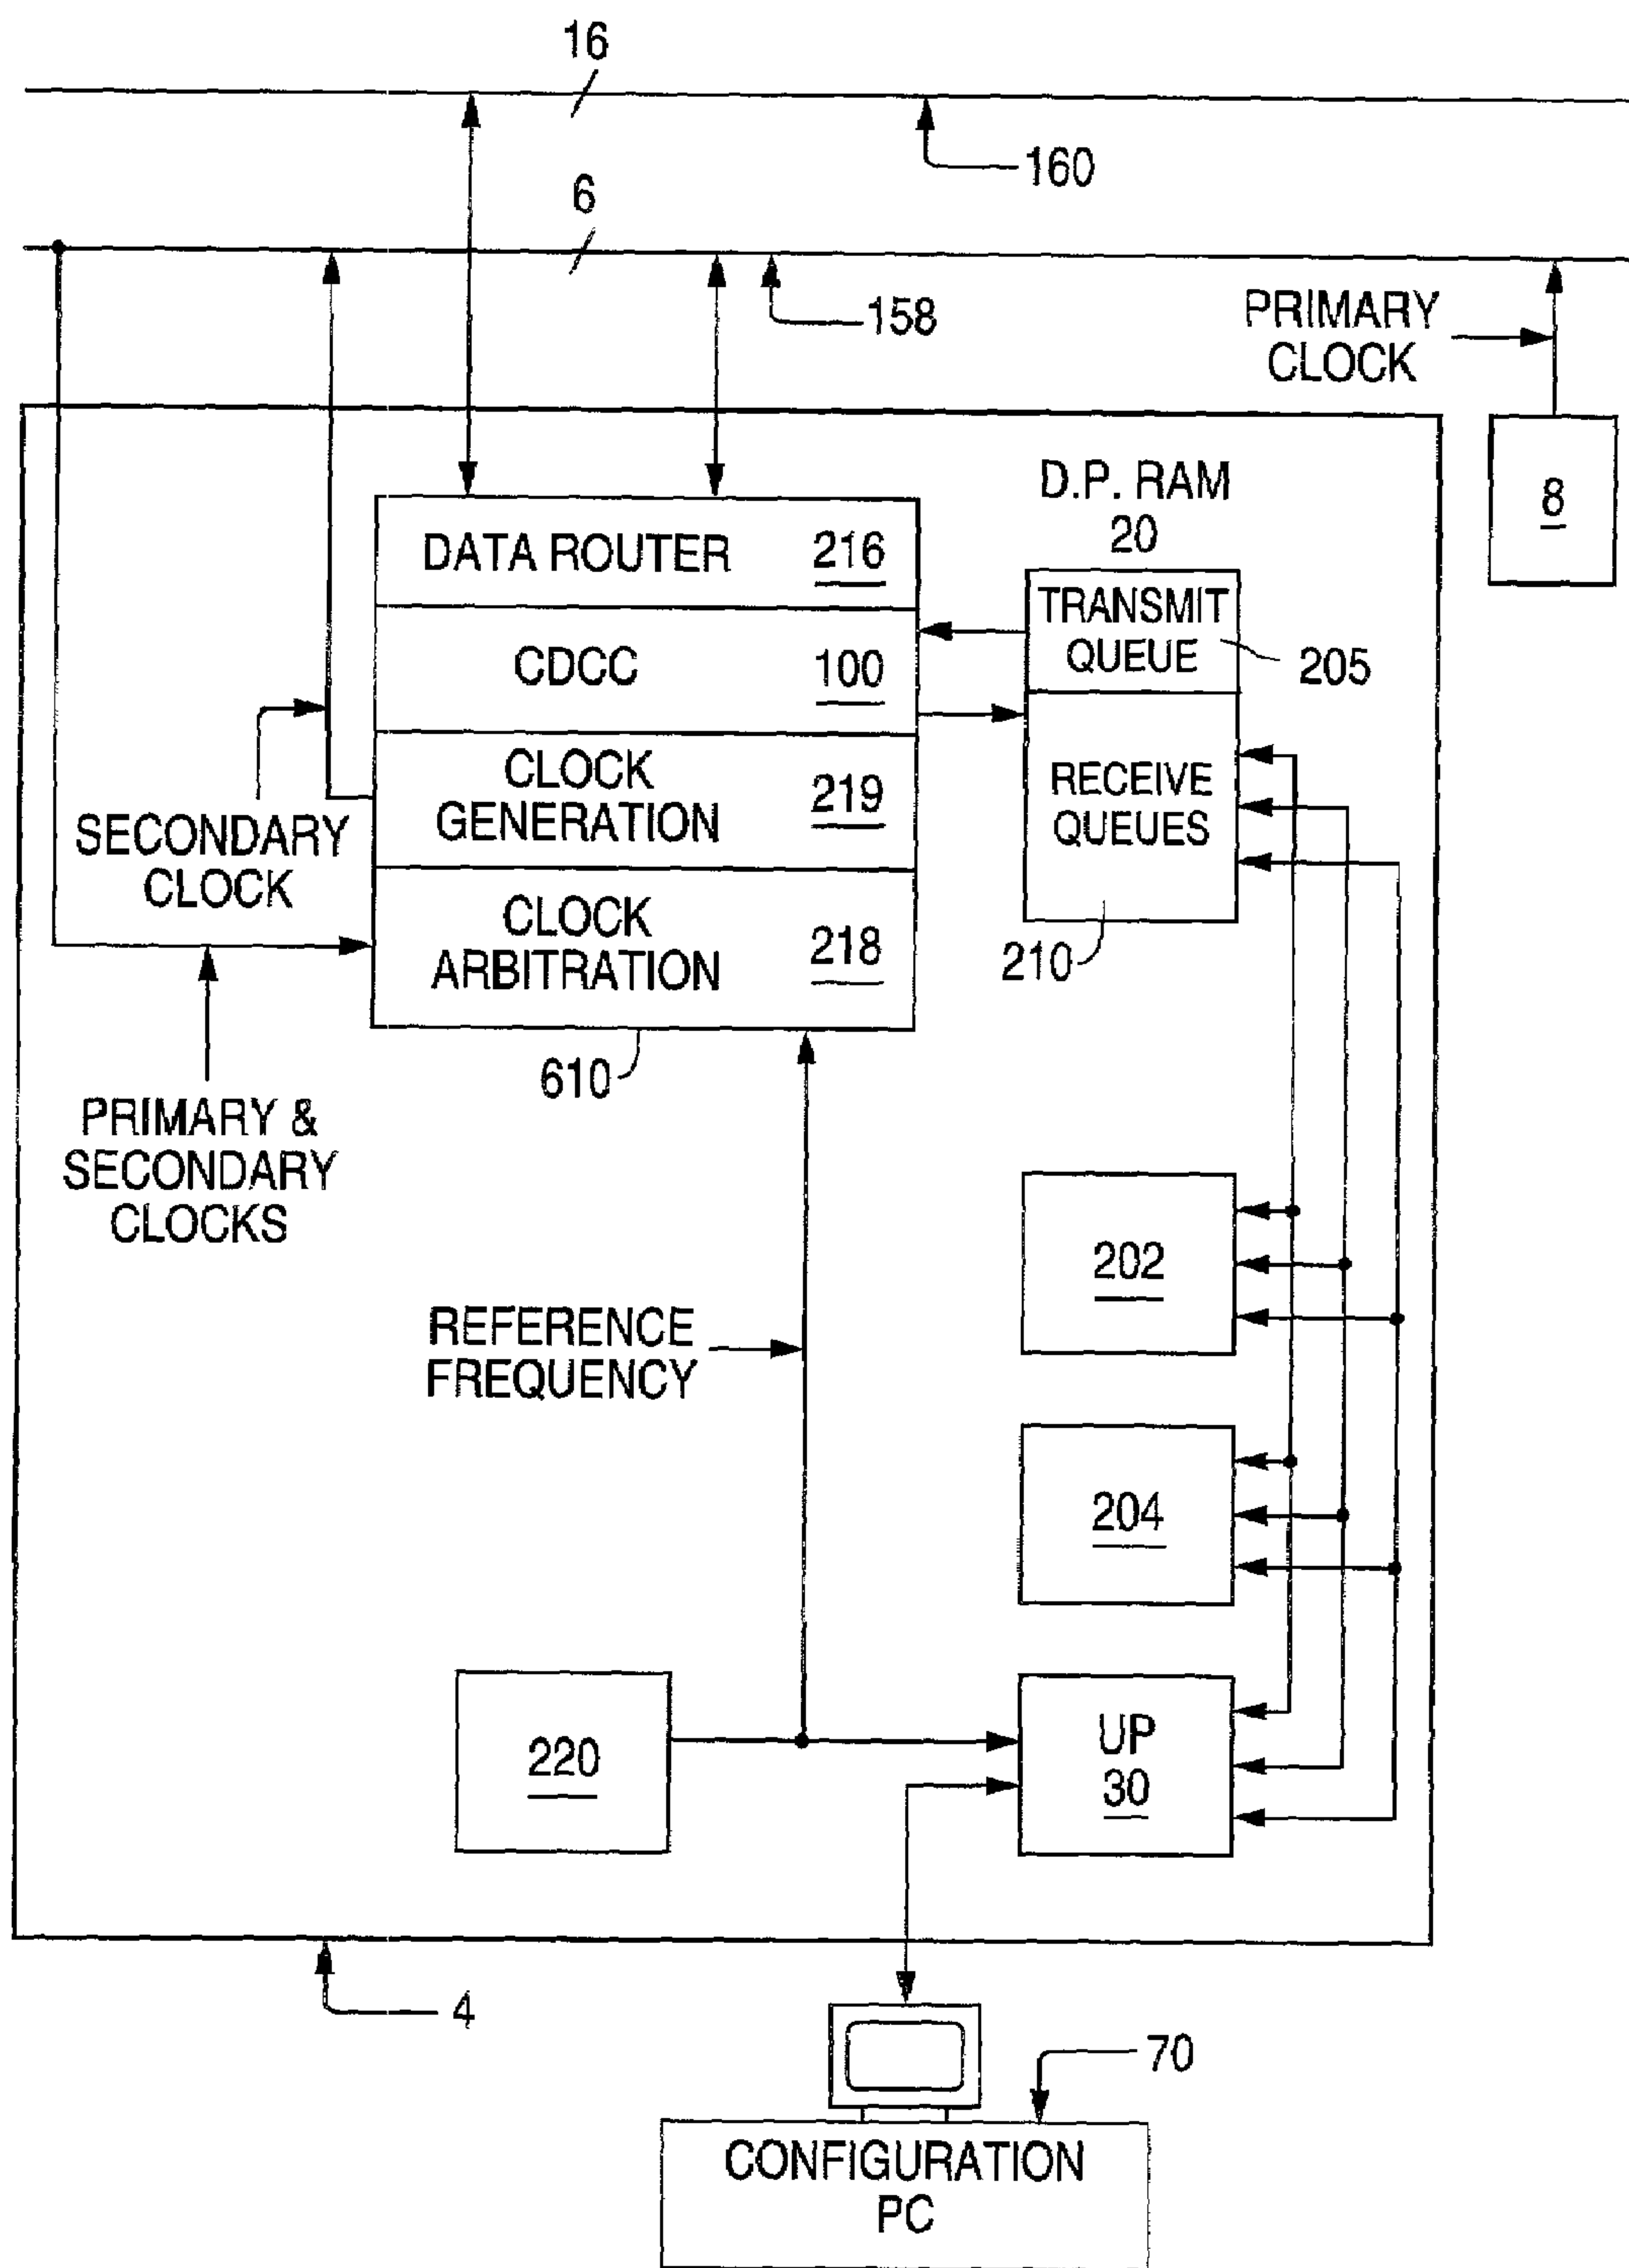 16
160
6
158
PRIMARY
CLOCK
8
D.P. RAM
20
DATA ROUTER 216
TRANSMIT
QUEUE
205
CDCC 100
CLOCK
GENERATION 219
RECEIVE
QUEUES
SECONDARY
CLOCK
CLOCK
ARBITRATION 218
210
610
PRIMARY &
SECONDARY
CLOCKS
202
REFERENCE
FREQUENCY
204
220
UP
30
4
70
CONFIGURATION
PC